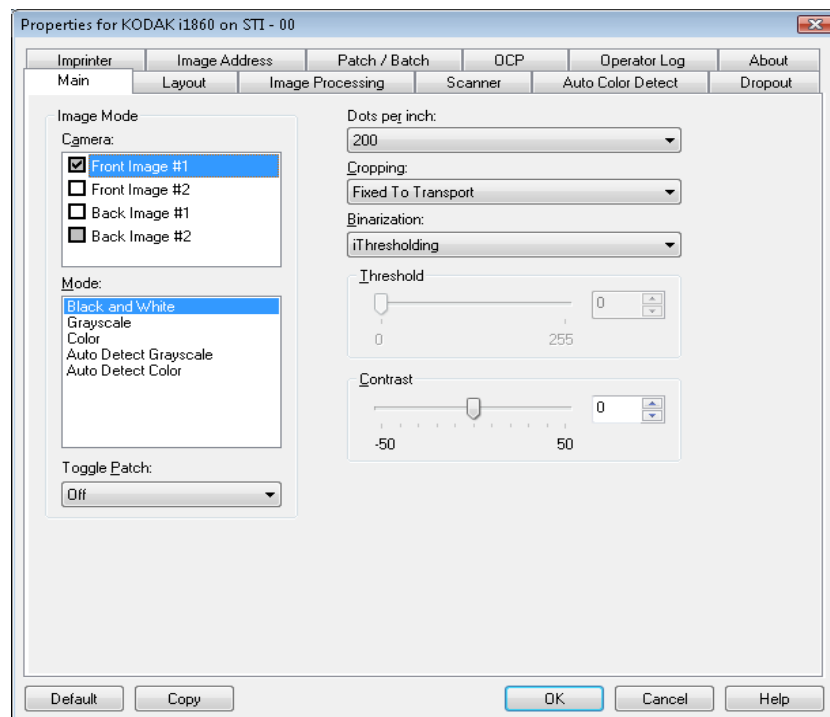 Properties for KODAK i1860 on STI - 00
Imprinter Image Address Patch / Batch OCP Operator Log About
Main Layout Image Processing Scanner Auto Color Detect Dropout
Image Mode
Camera:
Front Image #1
Front Image #2
Back Image #1
Back Image #2
Mode:
Black and White
Grayscale
Color
Auto Detect Grayscale
Auto Detect Color
Toggle Patch:
Off
Dots per inch:
200
Cropping:
Fixed To Transport
Binarization:
iThresholding
Threshold
0
0 255
Contrast
0
-50 50
Default Copy OK Cancel Help